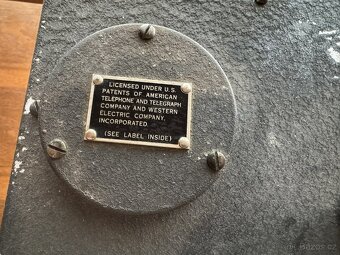 LICENSED UNDER U.S.
PATENTS OF AMERICAN
TELEPHONE AND TELEGRAPH
COMPANY AND WESTERN
ELECTRIC COMPANY,
INCORPORATED.
(SEE LABEL INSIDE)